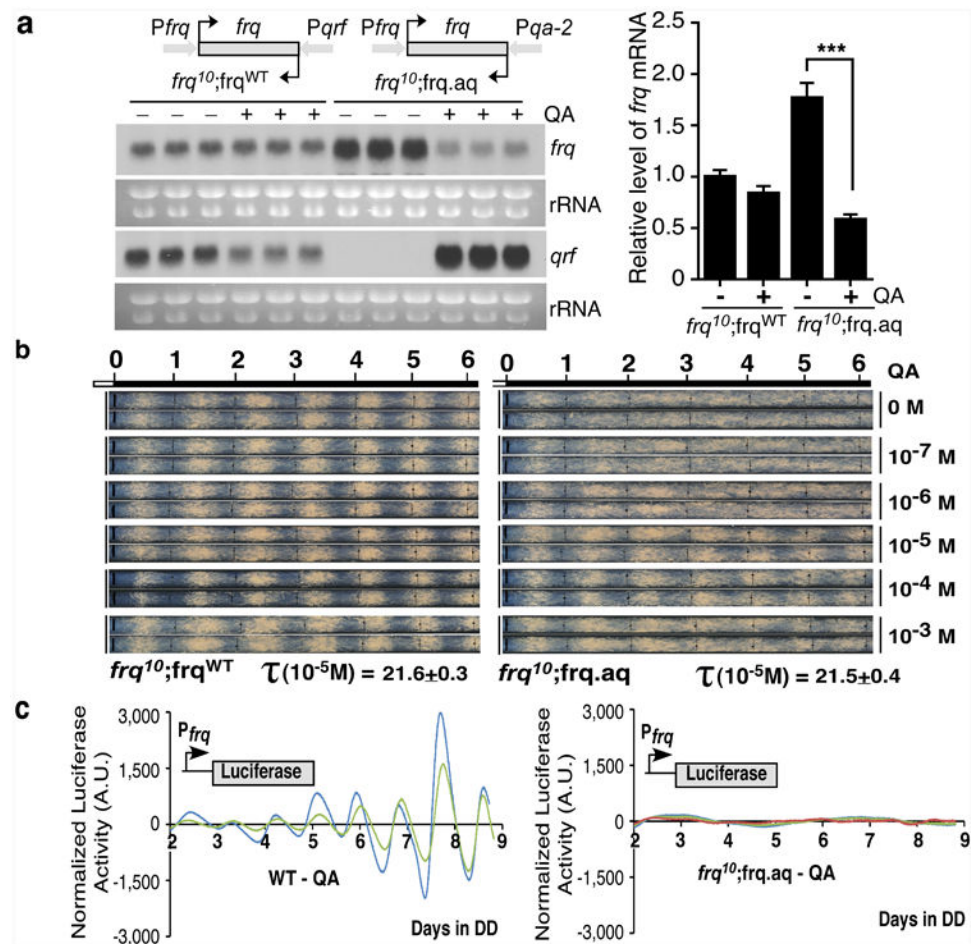 a
Pfrq frq Pqrf Pfrq frq Pqa-2
frq10;frqWT frq10;frq.aq
– – – + + + – – – + + + QA
frq
rRNA
qrf
rRNA
Relative level of frq mRNA
2.5
2.0
1.5
1.0
0.5
0
***
- + - + QA
frq10;frqWT frq10;frq.aq
b
0 1 2 3 4 5 6 0 1 2 3 4 5 6 QA
0 M
10-7 M
10-6 M
10-5 M
10-4 M
10-3 M
frq10;frqWT τ(10-5M) = 21.6±0.3 frq10;frq.aq τ(10-5M) = 21.5±0.4
c
Normalized Luciferase
Activity (A.U.)
3,000
1,500
0
-1,500
-3,000
Pfrq
Luciferase
2 3 4 5 6 7 8 9
WT - QA
Days in DD
Normalized Luciferase
Activity (A.U.)
3,000
1,500
0
-1,500
-3,000
Pfrq
Luciferase
2 3 4 5 6 7 8 9
frq10;frq.aq - QA
Days in DD